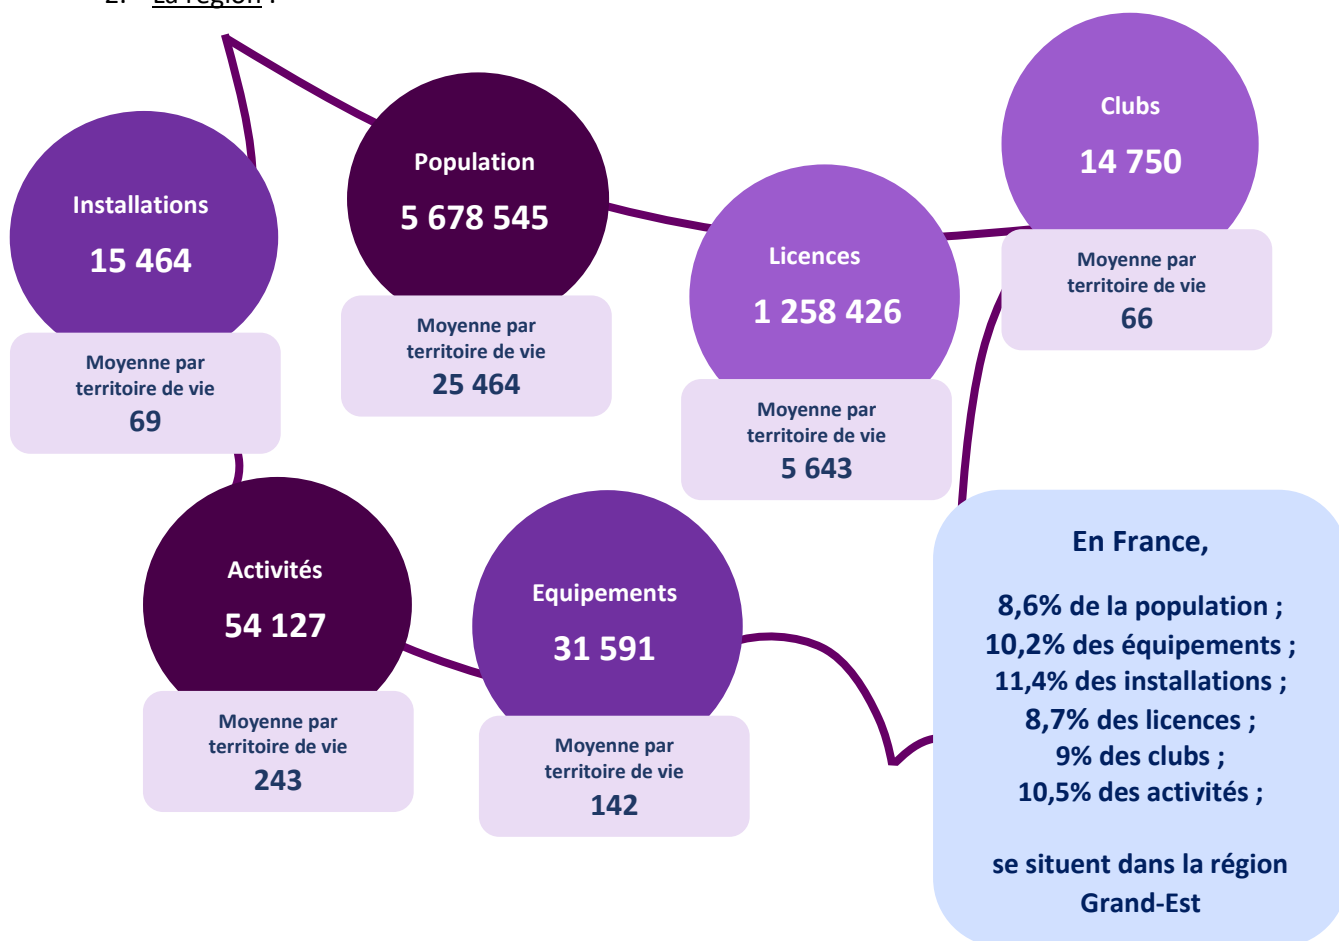 2. La région :
Installations
15 464
Moyenne par
territoire de vie
69
Population
5 678 545
Moyenne par
territoire de vie
25 464
Licences
1 258 426
Moyenne par
territoire de vie
5 643
Clubs
14 750
Moyenne par
territoire de vie
66
Activités
54 127
Moyenne par
territoire de vie
243
Equipements
31 591
Moyenne par
territoire de vie
142
En France,
8,6% de la population ;
10,2% des équipements ;
11,4% des installations ;
8,7% des licences ;
9% des clubs ;
10,5% des activités ;
se situent dans la région
Grand-Est